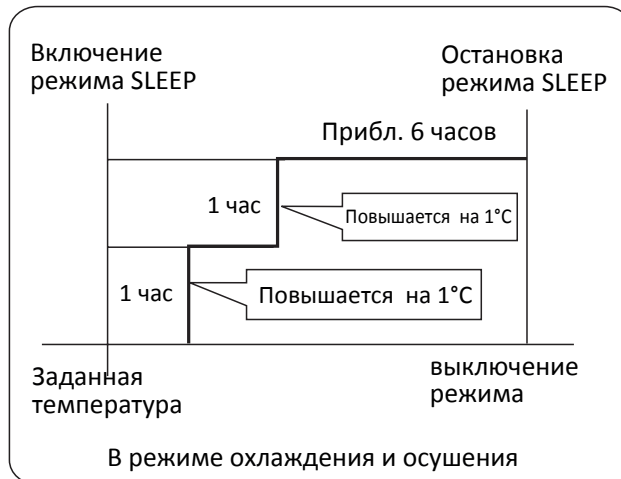 Включение
режима SLEEP
Остановка
режима SLEEP
Прибл. 6 часов
1 час
Повышается на 1°C
1 час
Повышается на 1°C
Заданная
температура
выключение
режима
В режиме охлаждения и осушения